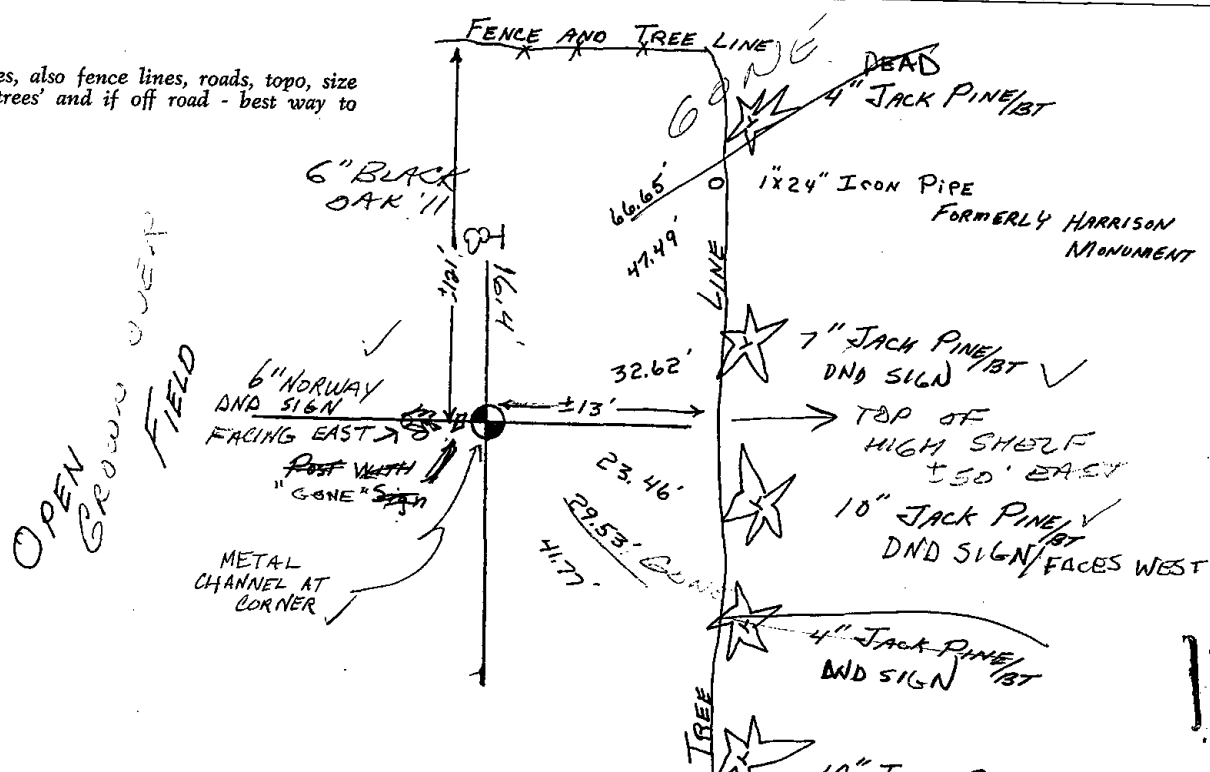 FENCE AND TREE LINE
es, also fence lines, roads, topo, size
trees' and if off road - best way to
GONE
DEAD
4" JACK PINE/BT
6" BLACK
OAK '11
1"x24" IRON PIPE
FORMERLY HARRISON
MONUMENT
66.65'
47.49'
±121'
16.4'
LINE
OPEN
GROWN OVER
FIELD
7" JACK PINE/BT
DND SIGN
32.62'
6" NORWAY
DND SIGN
FACING EAST
±13'
TOP OF
HIGH SHELF
±50' EAST
POST WITH
"GONE" Sign
23.46'
29.53' GONE
41.77'
10" JACK PINE/BT
DND SIGN/FACES WEST
METAL
CHANNEL AT
CORNER
4" JACK PINE/BT
DND SIGN
TREE